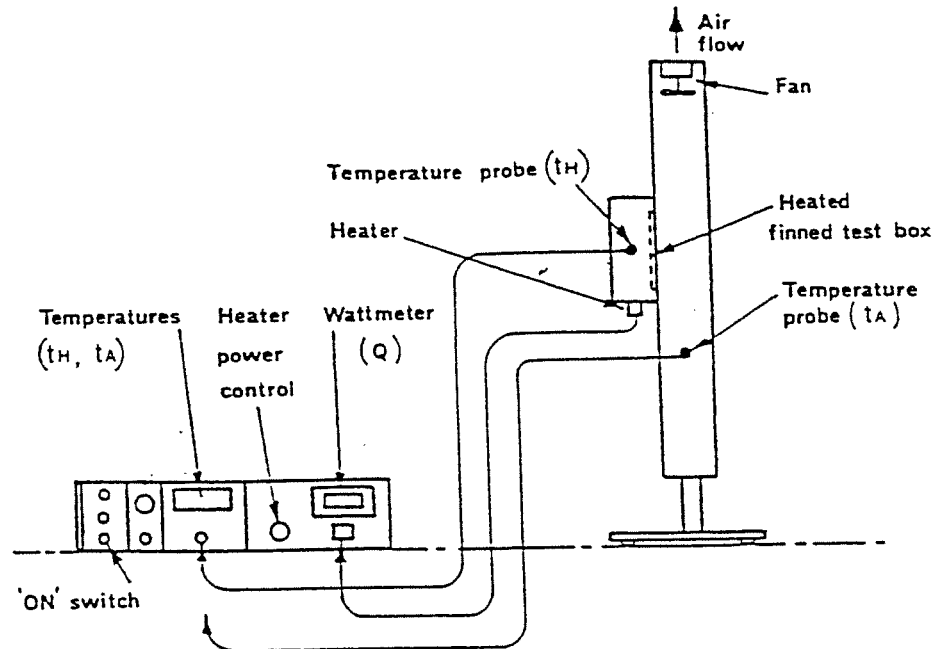 Air
flow
Fan
Temperature probe (tH)
Heater
Heated
finned test box
Temperature
probe (tA)
Temperatures
(tH, tA)
Heater
power
control
Wattmeter
(Q)
'ON' switch